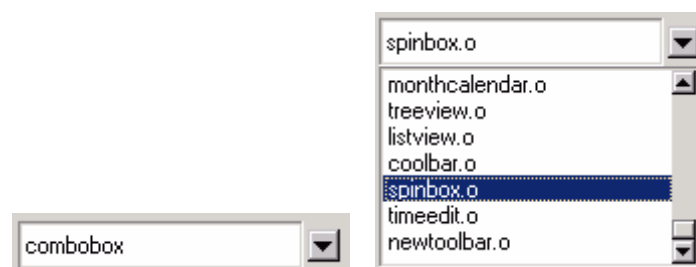 spinbox.o
monthcalendar.o
treeview.o
listview.o
coolbar.o
spinbox.o
timeedit.o
newtoolbar.o
combobox